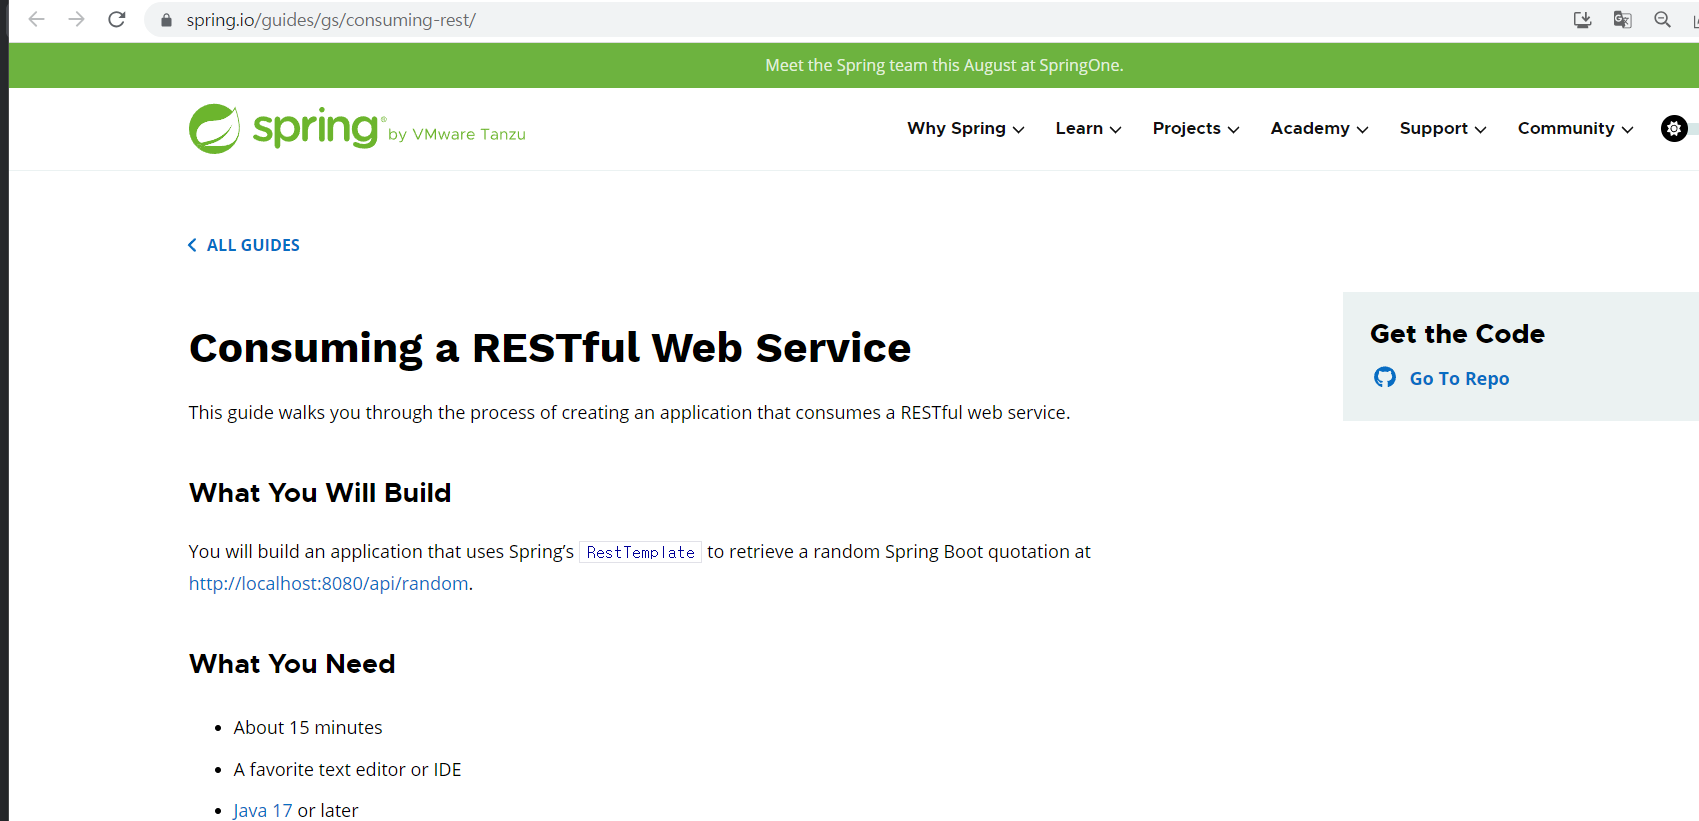 spring.io/guides/gs/consuming-rest/
Meet the Spring team this August at SpringOne.
spring® by VMware Tanzu
Why Spring
Learn
Projects
Academy
Support
Community
ALL GUIDES
Consuming a RESTful Web Service
This guide walks you through the process of creating an application that consumes a RESTful web service.
Get the Code
Go To Repo
What You Will Build
You will build an application that uses Spring’s RestTemplate to retrieve a random Spring Boot quotation at
http://localhost:8080/api/random.
What You Need
• About 15 minutes
• A favorite text editor or IDE
• Java 17 or later